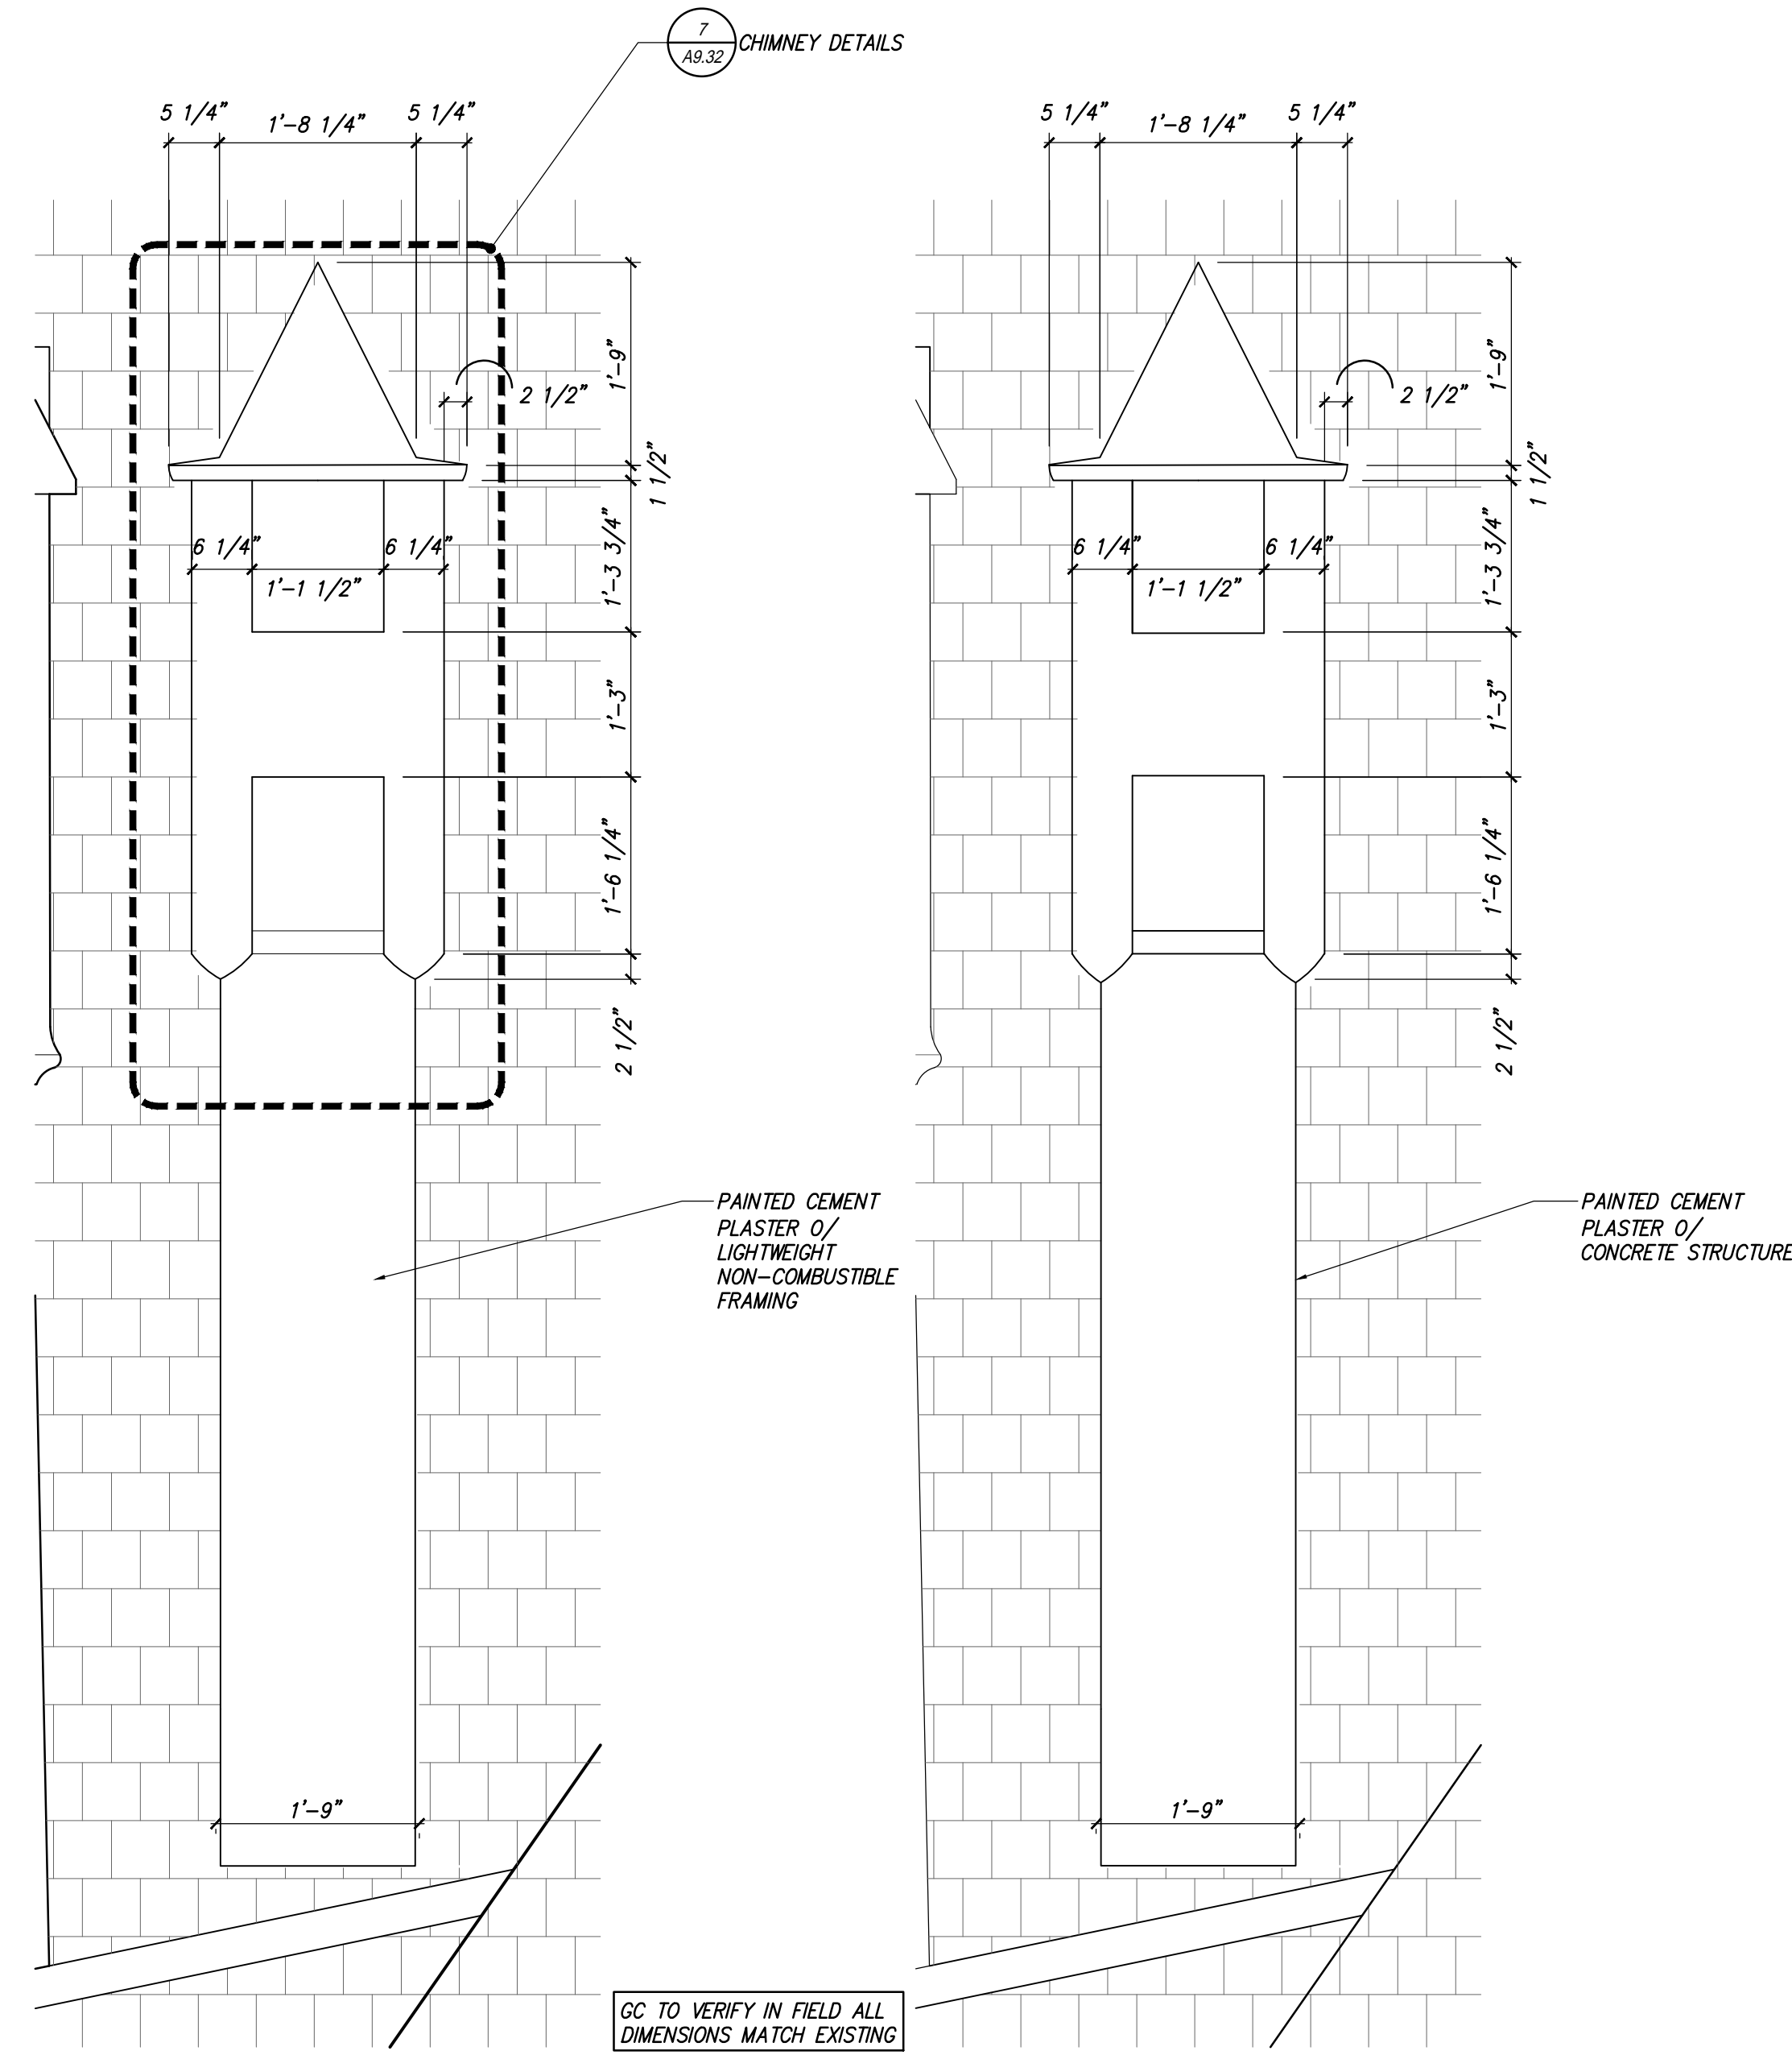 7
A9.32
CHIMNEY DETAILS
5 1/4"
1'-8 1/4"
5 1/4"
1'-9"
2 1/2"
1 1/2"
6 1/4"
6 1/4"
1'-1 1/2"
1'-3 3/4"
1'-3"
1'-6 1/4"
2 1/2"
PAINTED CEMENT
PLASTER O/
LIGHTWEIGHT
NON-COMBUSTIBLE
FRAMING
1'-9"
5 1/4"
1'-8 1/4"
5 1/4"
1'-9"
2 1/2"
1 1/2"
6 1/4"
6 1/4"
1'-1 1/2"
1'-3 3/4"
1'-3"
1'-6 1/4"
2 1/2"
PAINTED CEMENT
PLASTER O/
CONCRETE STRUCTURE
1'-9"
GC TO VERIFY IN FIELD ALL
DIMENSIONS MATCH EXISTING